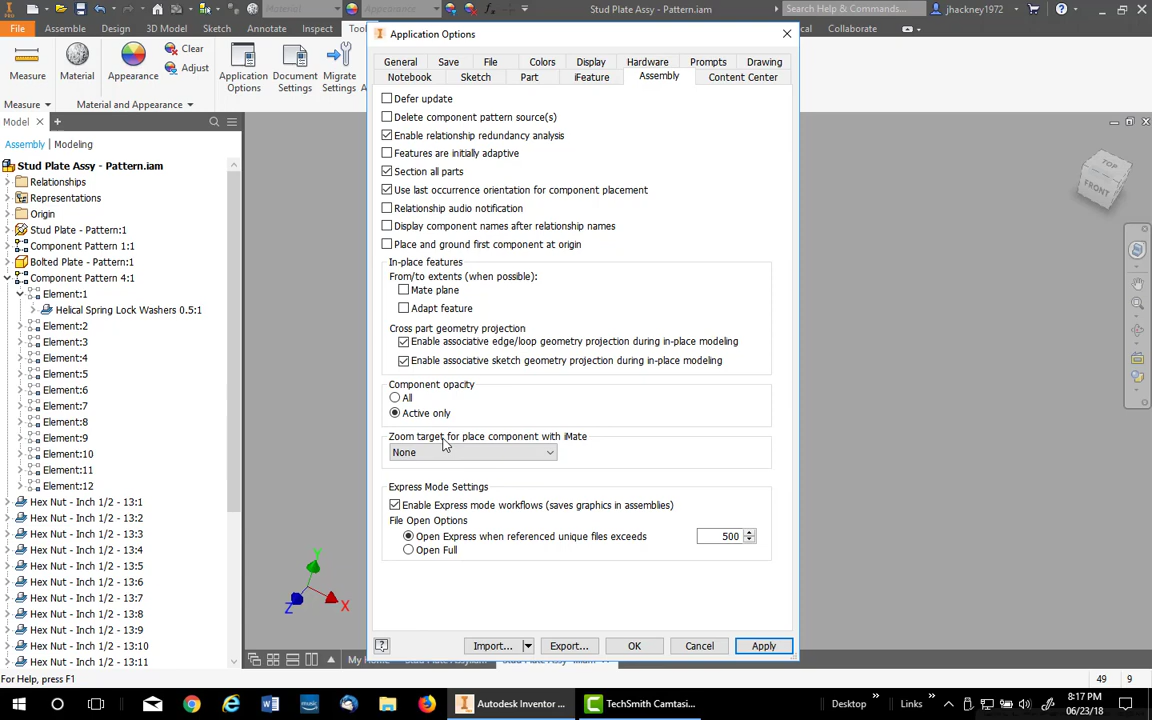 PRO
Material
Appearance
Stud Plate Assy - Pattern.iam
Search Help & Commands...
jhackney1972
File
Assemble
Design
3D Model
Sketch
Annotate
Inspect
Collaborate
Measure
Material
Appearance
Clear
Adjust
Application Settings
Application
Options
Document
Settings
Migrate
Settings
Measure
Material and Appearance
Model
Assembly
Modeling
Stud Plate Assy - Pattern.iam
Relationships
Representations
Origin
Stud Plate - Pattern:1
Component Pattern 1:1
Bolted Plate - Pattern:1
Component Pattern 4:1
Element:1
Helical Spring Lock Washers 0.5:1
Element:2
Element:3
Element:4
Element:5
Element:6
Element:7
Element:8
Element:9
Element:10
Element:11
Element:12
Hex Nut - Inch 1/2 - 13:1
Hex Nut - Inch 1/2 - 13:2
Hex Nut - Inch 1/2 - 13:3
Hex Nut - Inch 1/2 - 13:4
Hex Nut - Inch 1/2 - 13:5
Hex Nut - Inch 1/2 - 13:6
Hex Nut - Inch 1/2 - 13:7
Hex Nut - Inch 1/2 - 13:8
Hex Nut - Inch 1/2 - 13:9
Hex Nut - Inch 1/2 - 13:10
Hex Nut - Inch 1/2 - 13:11
Application Options
General
Save
File
Colors
Display
Hardware
Prompts
Drawing
Notebook
Sketch
Part
iFeature
Assembly
Content Center
Defer update
Delete component pattern source(s)
Enable relationship redundancy analysis
Features are initially adaptive
Section all parts
Use last occurrence orientation for component placement
Relationship audio notification
Display component names after relationship names
Place and ground first component at origin
In-place features
From/to extents (when possible):
Mate plane
Adapt feature
Cross part geometry projection
Enable associative edge/loop geometry projection during in-place modeling
Enable associative sketch geometry projection during in-place modeling
Component opacity
All
Active only
Zoom target for place component with iMate
None
Express Mode Settings
Enable Express mode workflows (saves graphics in assemblies)
File Open Options
Open Express when referenced unique files exceeds
500
Open Full
Import...
Export...
OK
Cancel
Apply
TOP
FRONT
Y
Z
X
For Help, press F1
49
9
Autodesk Inventor ...
TechSmith Camtasi...
Desktop
Links
8:17 PM
06/23/18